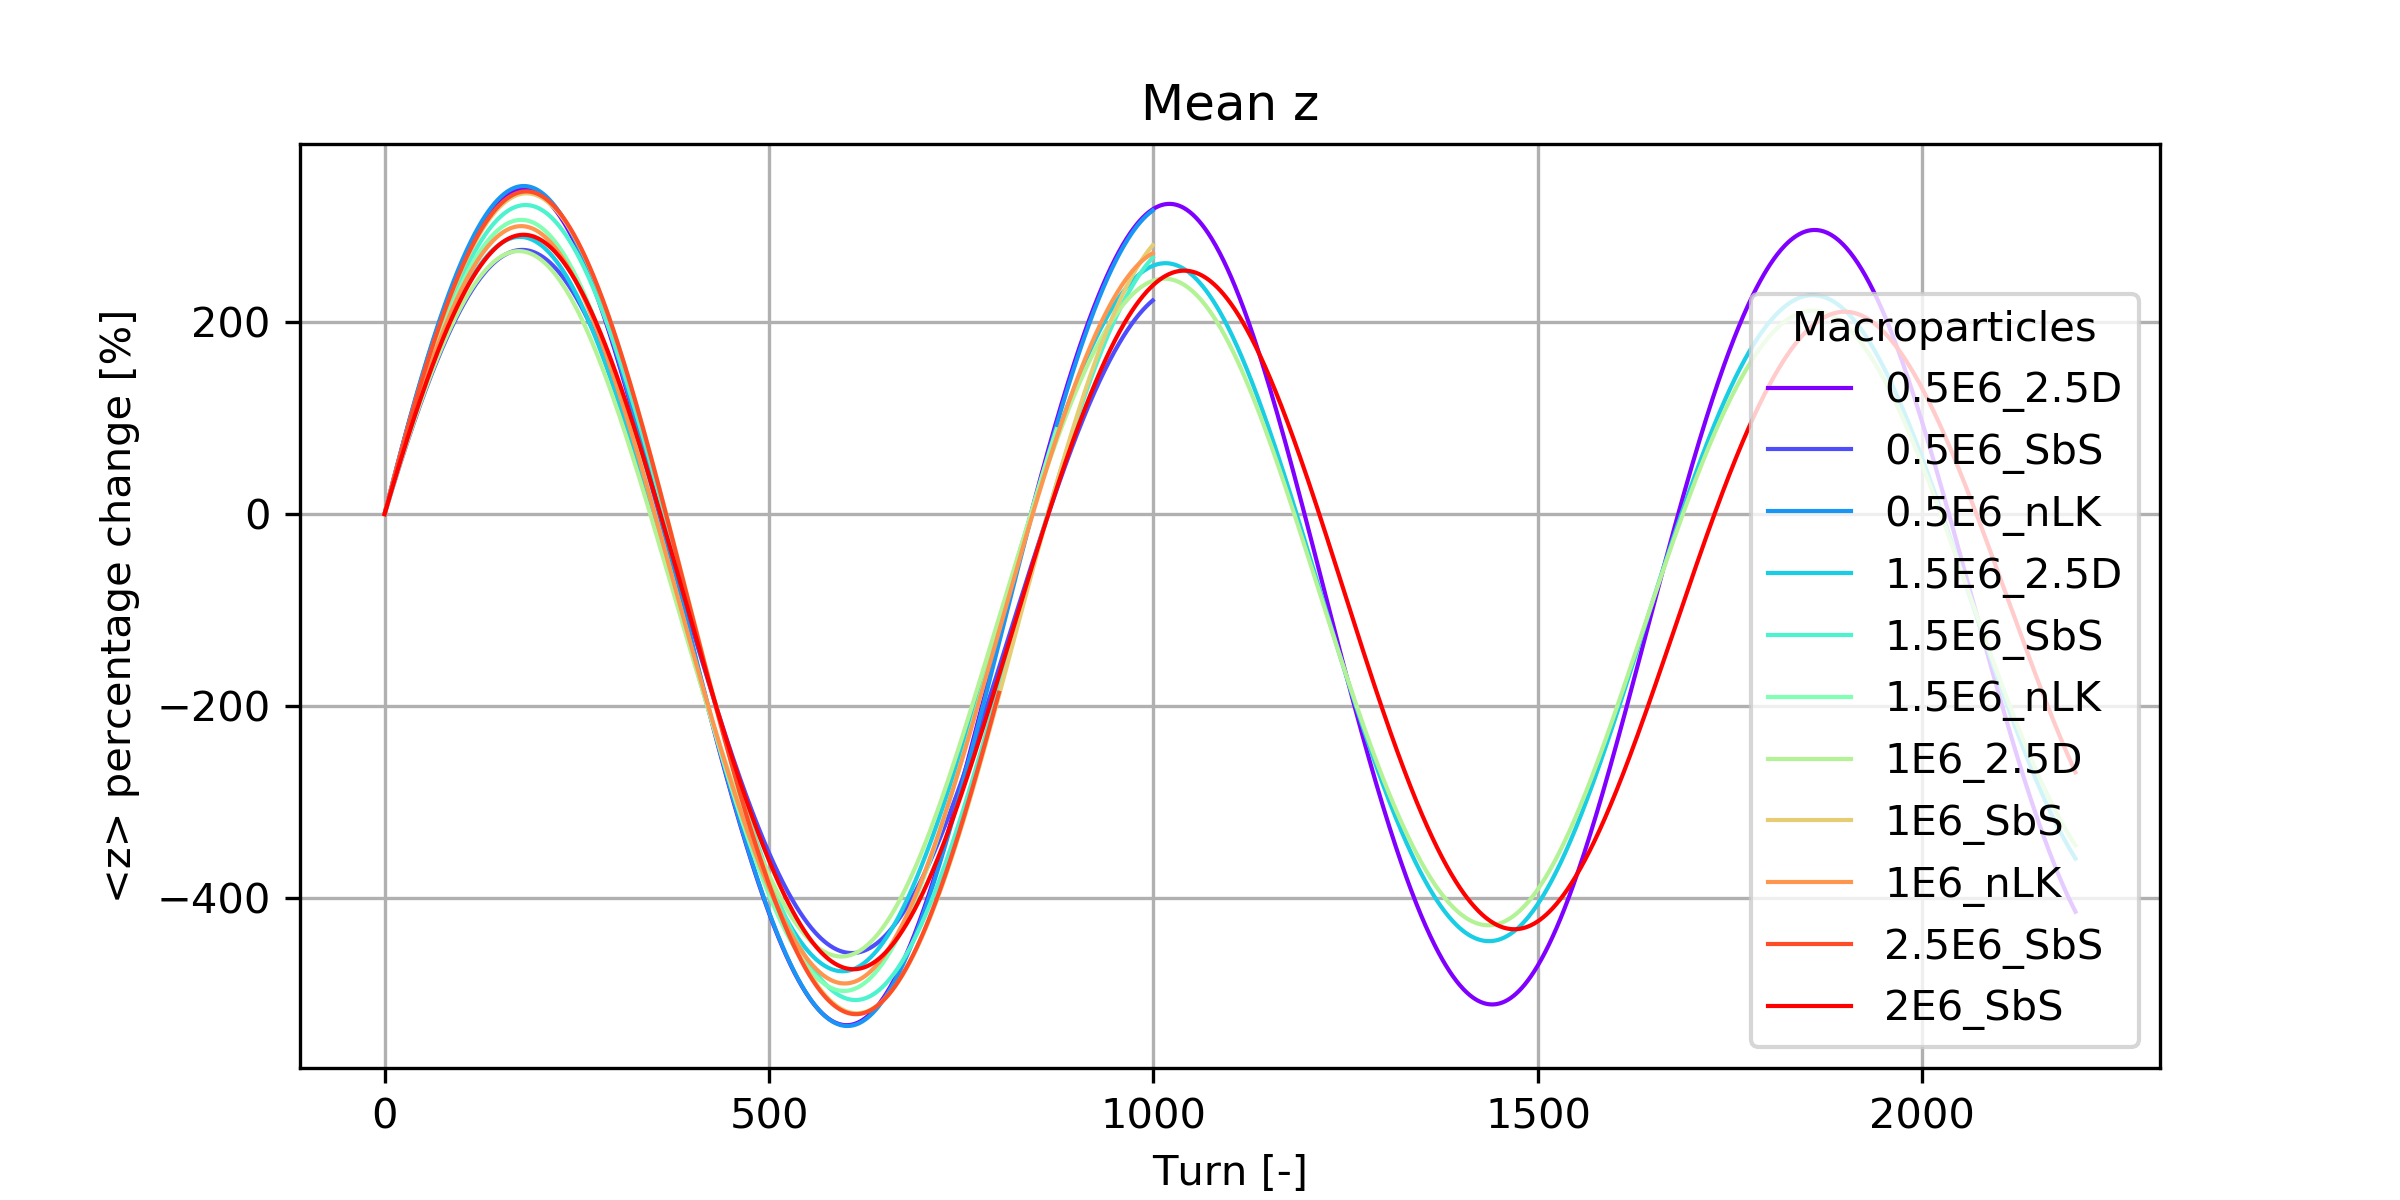 Mean z
<z> percentage change [%]
200
0
−200
−400
0 500 1000 1500 2000
Turn [-]
Macroparticles
0.5E6_2.5D
0.5E6_SbS
0.5E6_nLK
1.5E6_2.5D
1.5E6_SbS
1.5E6_nLK
1E6_2.5D
1E6_SbS
1E6_nLK
2.5E6_SbS
2E6_SbS